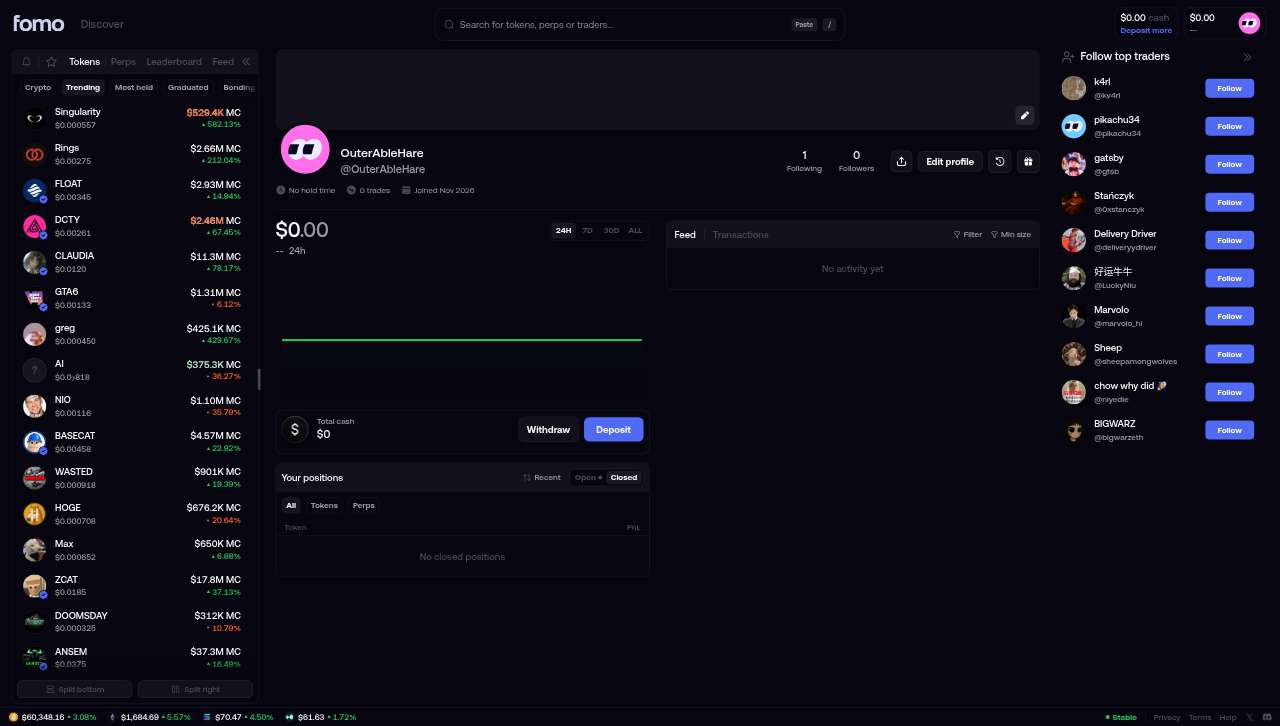 fomo
Discover
Search for tokens, perps or traders...
Paste
/
$0.00 cash
Deposit more
$0.00
—
Tokens
Perps
Leaderboard
Feed
Crypto
Trending
Most held
Graduated
Bonding
Singularity
$529.4K MC
$0.000557
582.13%
Rings
$2.66M MC
$0.00275
212.04%
FLOAT
$2.93M MC
$0.00345
14.94%
DCTY
$2.46M MC
$0.00261
67.45%
CLAUDIA
$11.3M MC
$0.0120
78.17%
GTA6
$1.31M MC
$0.00133
6.12%
greg
$425.1K MC
$0.000450
429.67%
?
AI
$375.3K MC
$0.0₇818
36.27%
NIO
$1.10M MC
$0.00116
35.79%
BASECAT
$4.57M MC
$0.00458
22.92%
WASTED
$901K MC
$0.000918
19.39%
HOGE
$676.2K MC
$0.000708
20.64%
Max
$650K MC
$0.000652
6.88%
ZCAT
$17.8M MC
$0.0185
37.13%
DOOMSDAY
$312K MC
$0.000325
10.79%
ANSEM
$37.3M MC
$0.0375
16.49%
Split bottom
Split right
OuterAbleHare
@OuterAbleHare
1
Following
0
Followers
Edit profile
No hold time
0 trades
Joined Nov 2026
$0.00
-- 24h
24H
7D
30D
ALL
$
Total cash
$0
Withdraw
Deposit
Your positions
Recent
Open
Closed
All
Tokens
Perps
Token
PnL
No closed positions
Feed
Transactions
Filter
Min size
No activity yet
Follow top traders
k4rl
@kv4rl
Follow
pikachu34
@pikachu34
Follow
gatsby
@gtsb
Follow
Stańczyk
@0xstanczyk
Follow
Delivery Driver
@deliveryydriver
Follow
好运牛牛
@LuckyNiu
Follow
Marvolo
@marvolo_hl
Follow
Sheep
@sheepamongwolves
Follow
chow why did
@niyedie
Follow
BIGWARZ
@bigwarzeth
Follow
$60,348.16 3.08%
$1,684.69 5.57%
$70.47 4.50%
$61.63 1.72%
Stable
Privacy
Terms
Help